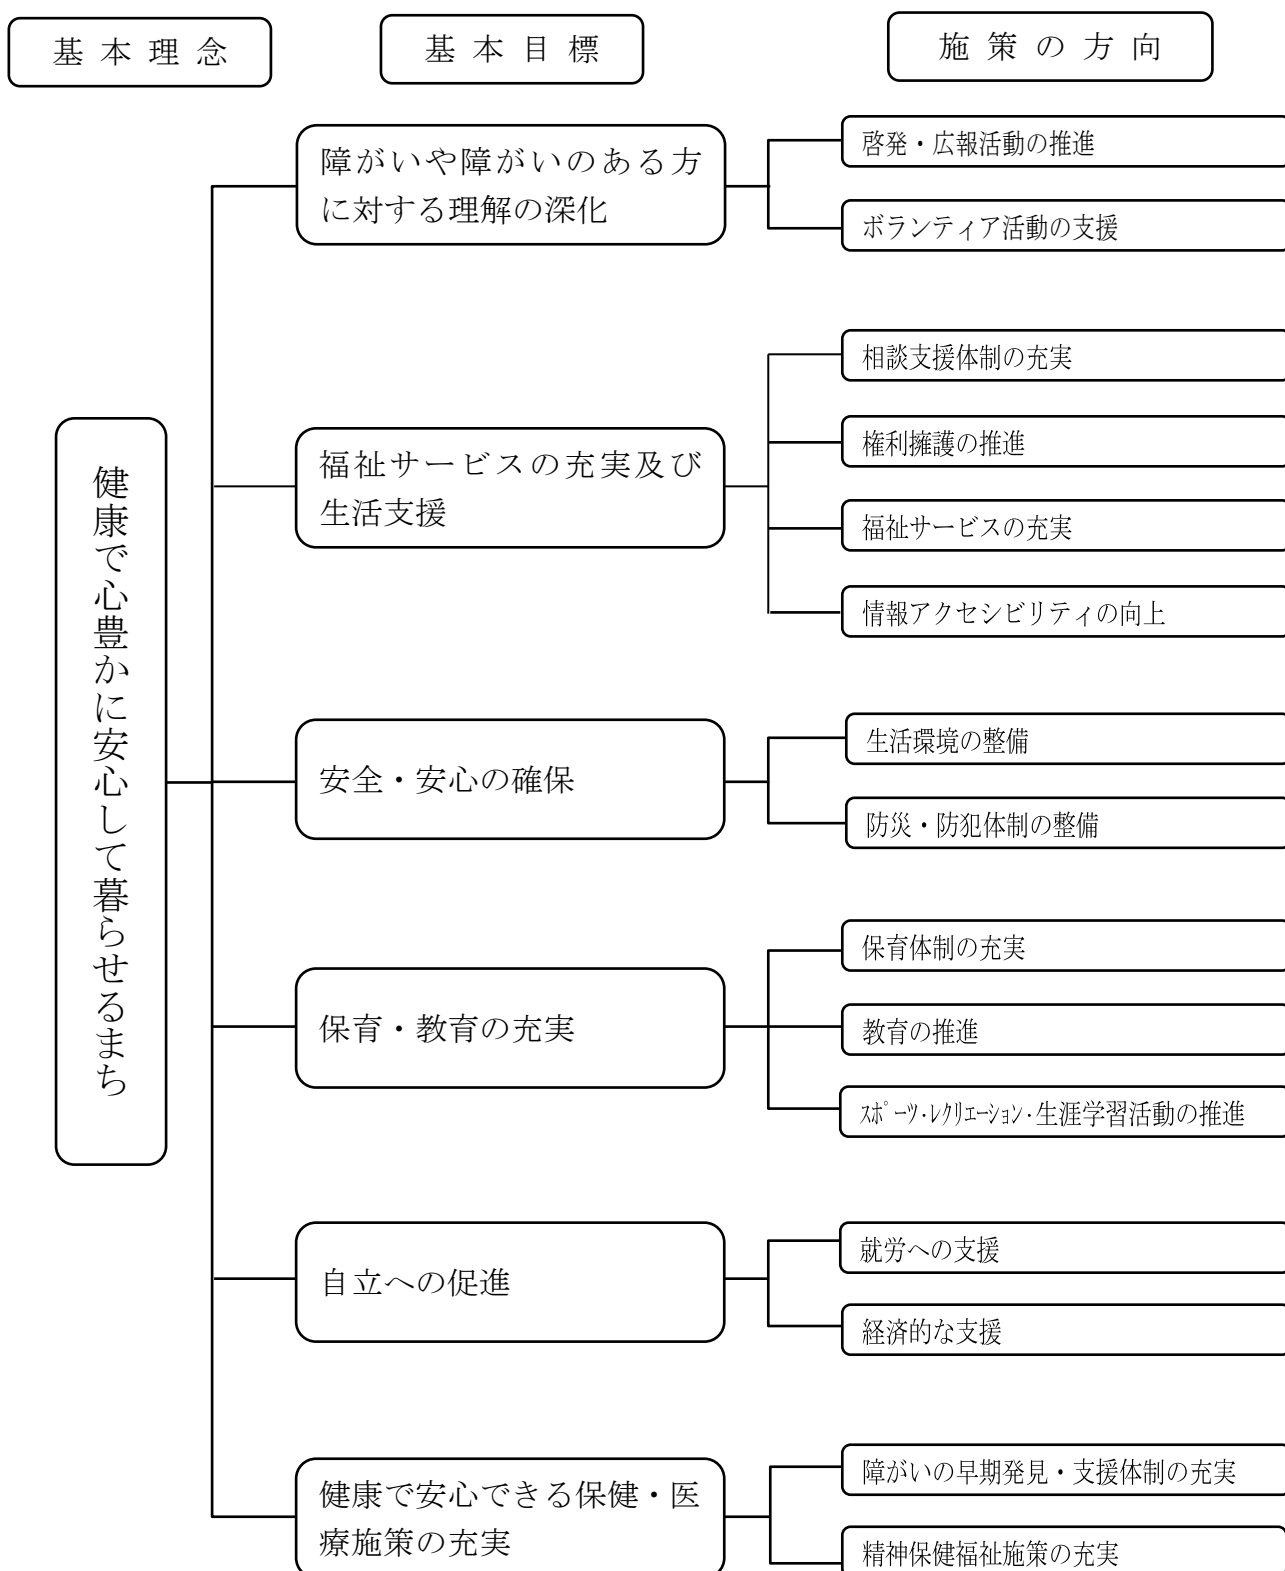 基本理念
基本目標
施策の方向
健康で心豊かに安心して暮らせるまち
障がいや障がいのある方
に対する理解の深化
啓発・広報活動の推進
ボランティア活動の支援
福祉サービスの充実及び
生活支援
相談支援体制の充実
権利擁護の推進
福祉サービスの充実
情報アクセシビリティの向上
安全・安心の確保
生活環境の整備
防災・防犯体制の整備
保育・教育の充実
保育体制の充実
教育の推進
スポーツ・レクリエーション・生涯学習活動の推進
自立への促進
就労への支援
経済的な支援
健康で安心できる保健・医
療施策の充実
障がいの早期発見・支援体制の充実
精神保健福祉施策の充実